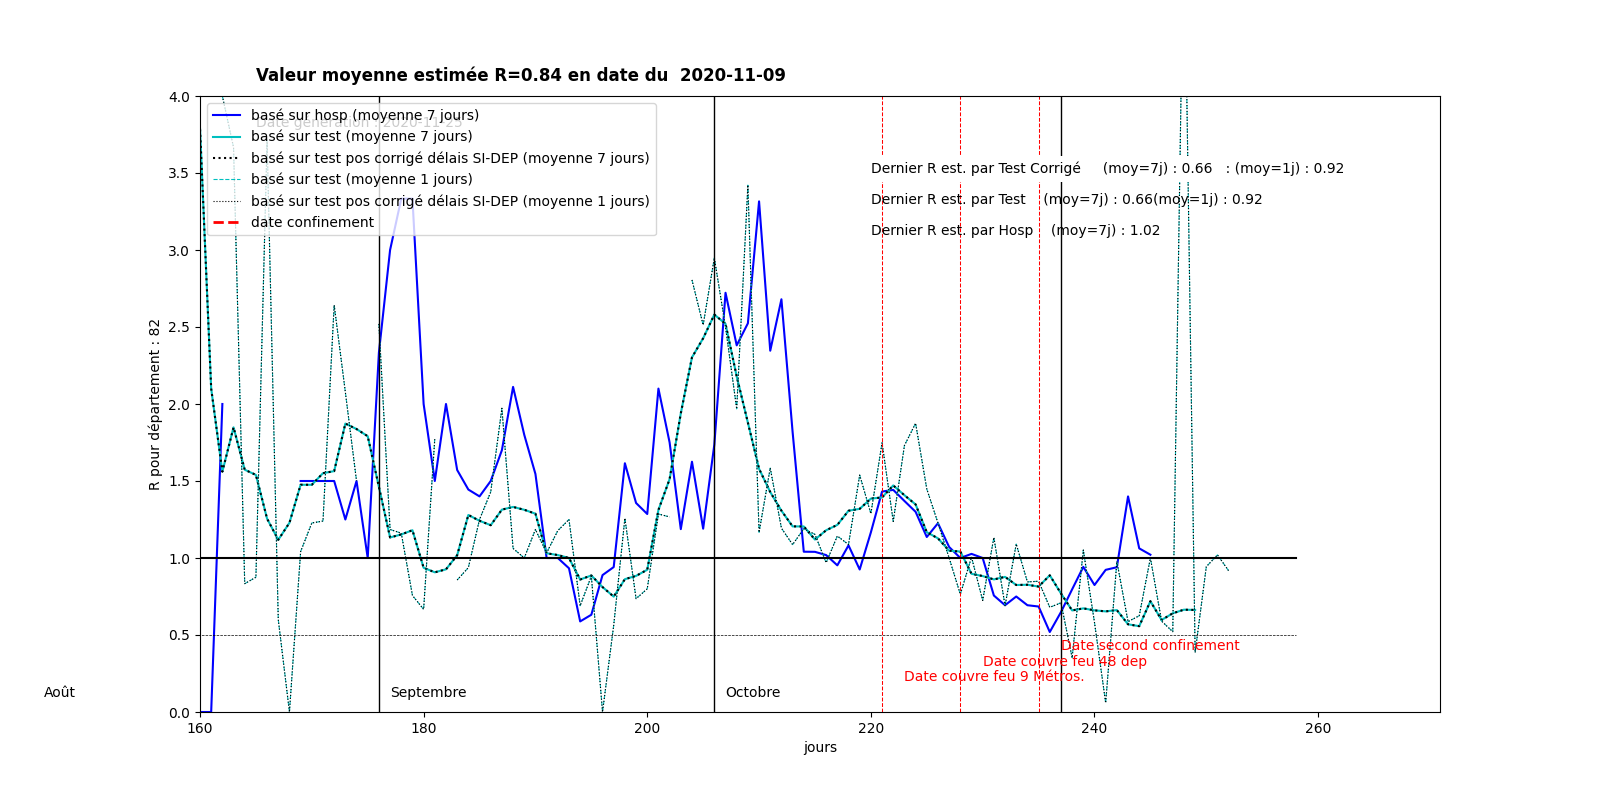 Valeur moyenne estimée R=0.84 en date du  2020-11-09
Date génération : 2020-11-23
basé sur hosp (moyenne 7 jours)
basé sur test (moyenne 7 jours)
basé sur test pos corrigé délais SI-DEP (moyenne 7 jours)
basé sur test (moyenne 1 jours)
basé sur test pos corrigé délais SI-DEP (moyenne 1 jours)
date confinement
Dernier R est. par Test Corrigé     (moy=7j) : 0.66   : (moy=1j) : 0.92
Dernier R est. par Test    (moy=7j) : 0.66(moy=1j) : 0.92
Dernier R est. par Hosp    (moy=7j) : 1.02
4.0
3.5
3.0
2.5
2.0
1.5
1.0
0.5
0.0
R pour département : 82
Date second confinement
Date couvre feu 48 dep
Date couvre feu 9 Métros.
Août
Septembre
Octobre
160
180
200
220
240
260
jours